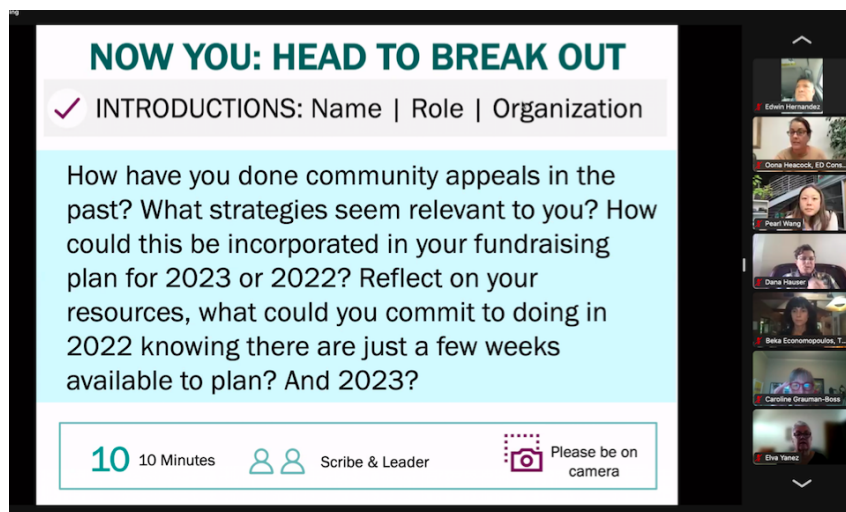 NOW YOU: HEAD TO BREAK OUT
INTRODUCTIONS: Name | Role | Organization
How have you done community appeals in the
past? What strategies seem relevant to you? How
could this be incorporated in your fundraising
plan for 2023 or 2022? Reflect on your
resources, what could you commit to doing in
2022 knowing there are just a few weeks
available to plan? And 2023?
10 10 Minutes
Scribe & Leader
Please be on
camera
Edwin Hernandez
Oona Heacock, ED Cons...
Pearl Wang
Dana Hauser
Beka Economopoulos, T...
Caroline Grauman-Boss
Elva Yanez